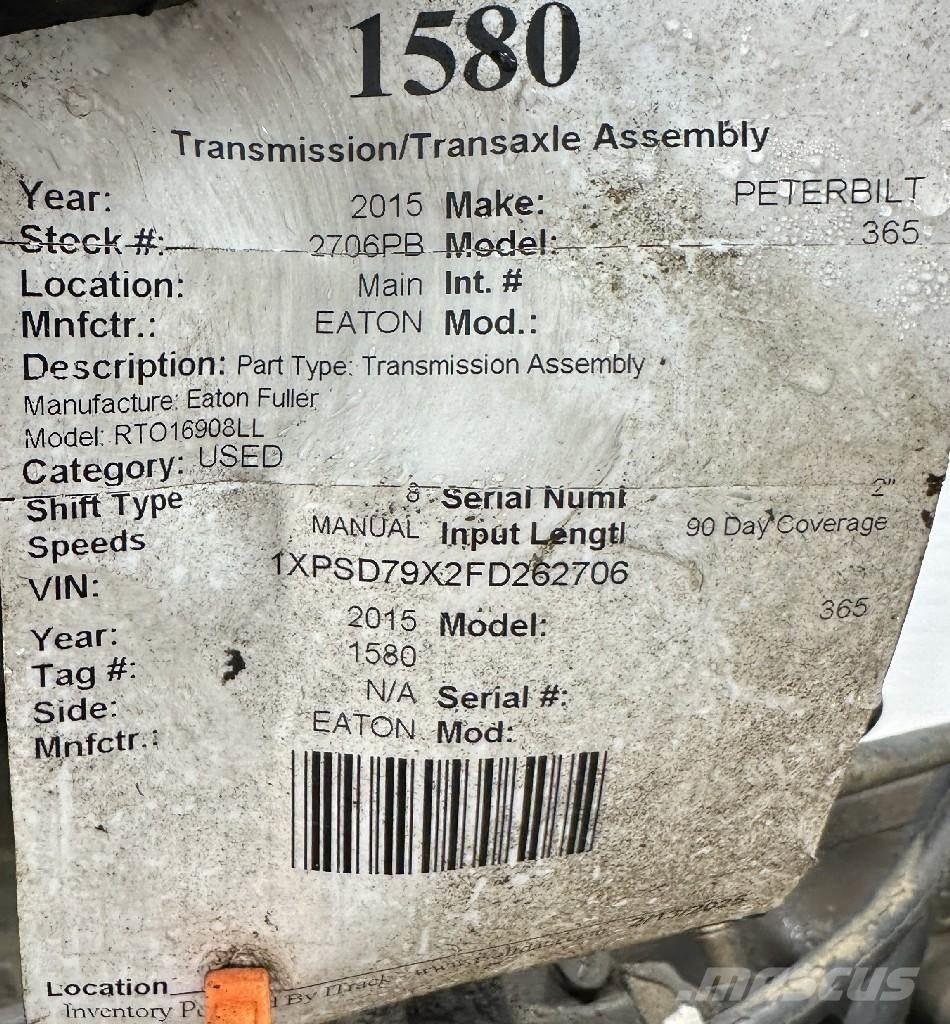 1580
Transmission/Transaxle Assembly
Year: 2015 Make: PETERBILT
Stock #: 2706PB Model: 365
Location: Main Int. #
Mnfctr.: EATON Mod.:
Description: Part Type: Transmission Assembly
Manufacture: Eaton Fuller
Model: RTO16908LL
Category: USED
Shift Type 8 Serial Numl 2"
Speeds MANUAL Input Lengtl 90 Day Coverage
VIN: 1XPSD79X2FD262706
Year: 2015 Model: 365
Tag #: 1580
Side: N/A Serial #:
Mnfctr.: EATON Mod:
Location
Inventory By ITrack
mascus